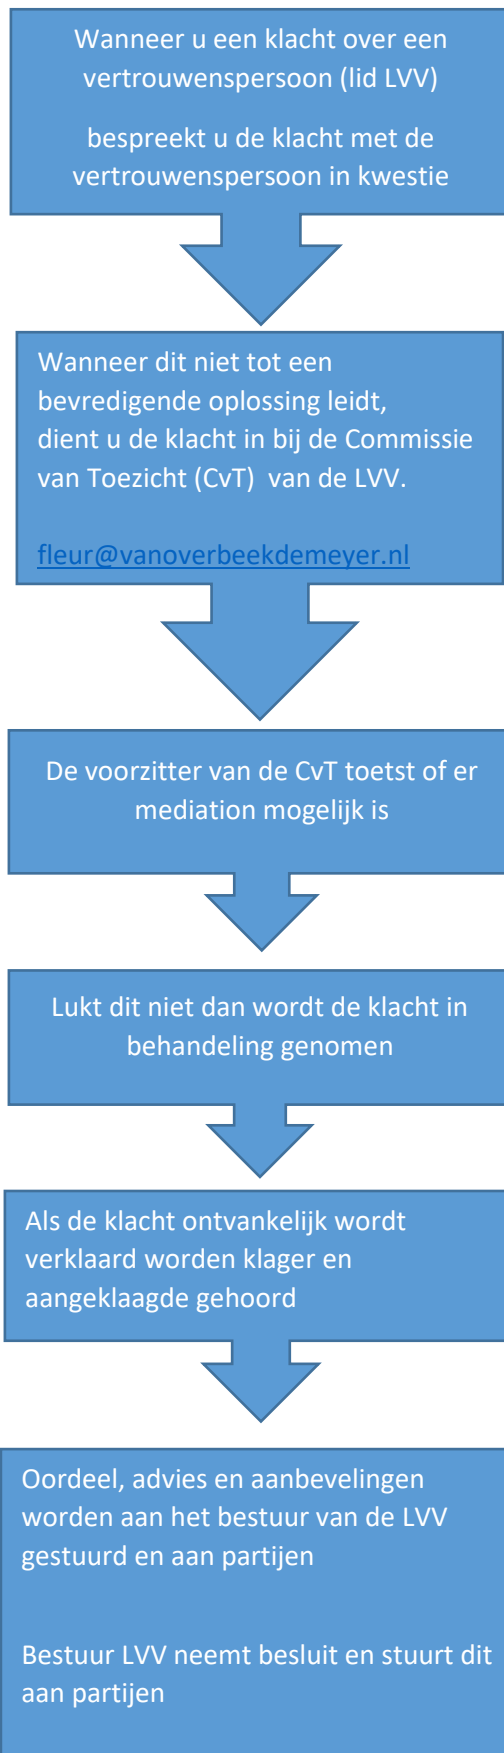 Wanneer u een klacht over een
vertrouwenspersoon (lid LVV)
bespreekt u de klacht met de
vertrouwenspersoon in kwestie
Wanneer dit niet tot een
bevredigende oplossing leidt,
dient u de klacht in bij de Commissie
van Toezicht (CvT) van de LVV.
fleur@vanoverbeekdemeyer.nl
De voorzitter van de CvT toetst of er
mediation mogelijk is
Lukt dit niet dan wordt de klacht in
behandeling genomen
Als de klacht ontvankelijk wordt
verklaard worden klager en
aangeklaagde gehoord
Oordeel, advies en aanbevelingen
worden aan het bestuur van de LVV
gestuurd en aan partijen
Bestuur LVV neemt besluit en stuurt dit
aan partijen